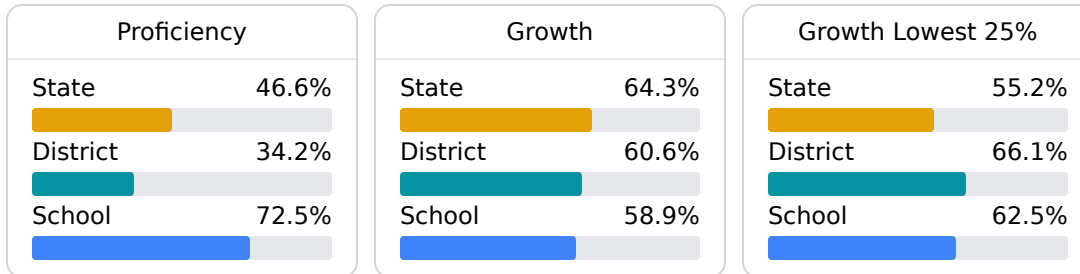 Proficiency
State 46.6%
District 34.2%
School 72.5%
Growth
State 64.3%
District 60.6%
School 58.9%
Growth Lowest 25%
State 55.2%
District 66.1%
School 62.5%